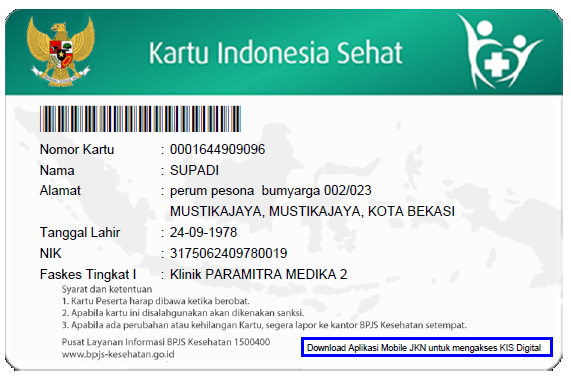 Kartu Indonesia Sehat
Nomor Kartu : 0001644909096
Nama : SUPADI
Alamat : perum pesona bumyarga 002/023
MUSTIKAJAYA, MUSTIKAJAYA, KOTA BEKASI
Tanggal Lahir : 24-09-1978
NIK : 3175062409780019
Faskes Tingkat I : Klinik PARAMITRA MEDIKA 2
Syarat dan ketentuan
1. Kartu Peserta harap dibawa ketika berobat.
2. Apabila kartu ini disalahgunakan akan dikenakan sanksi.
3. Apabila ada perubahan atau kehilangan Kartu, segera lapor ke kantor BPJS Kesehatan setempat.
Pusat Layanan Informasi BPJS Kesehatan 1500400
www.bpjs-kesehatan.go.id
Download Aplikasi Mobile JKN untuk mengakses KIS Digital